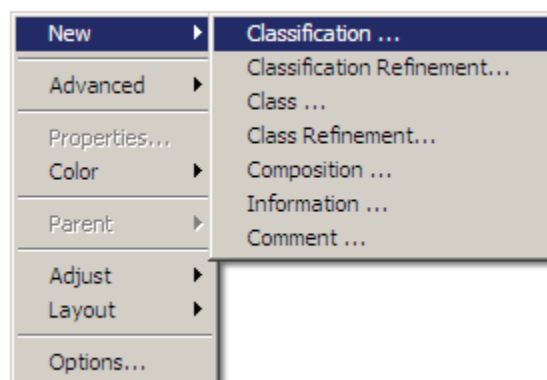 New
Advanced
Properties...
Color
Parent
Adjust
Layout
Options...
Classification ...
Classification Refinement...
Class ...
Class Refinement...
Composition ...
Information ...
Comment ...